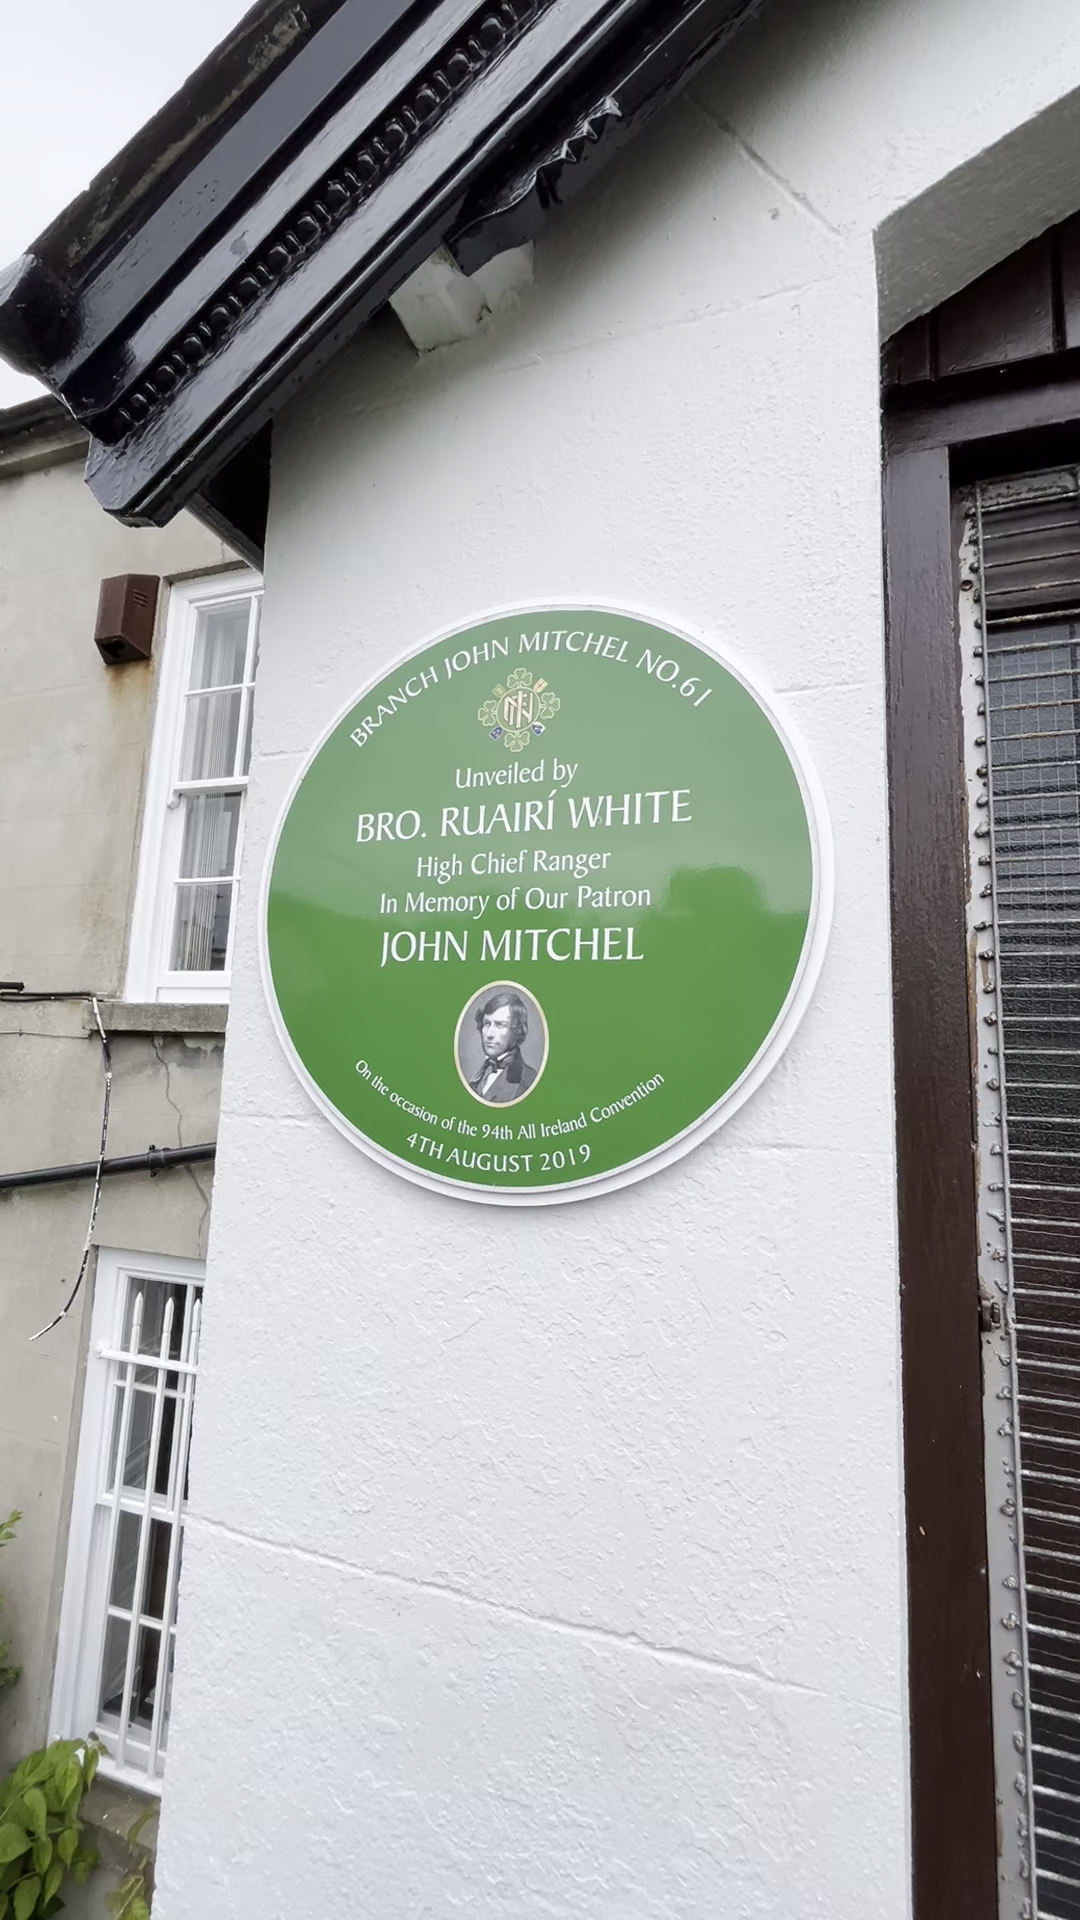 BRANCH JOHN MITCHEL NO.61
Unveiled by
BRO. RUAIRÍ WHITE
High Chief Ranger
In Memory of Our Patron
JOHN MITCHEL
On the occasion of the 94th All Ireland Convention
4TH AUGUST 2019